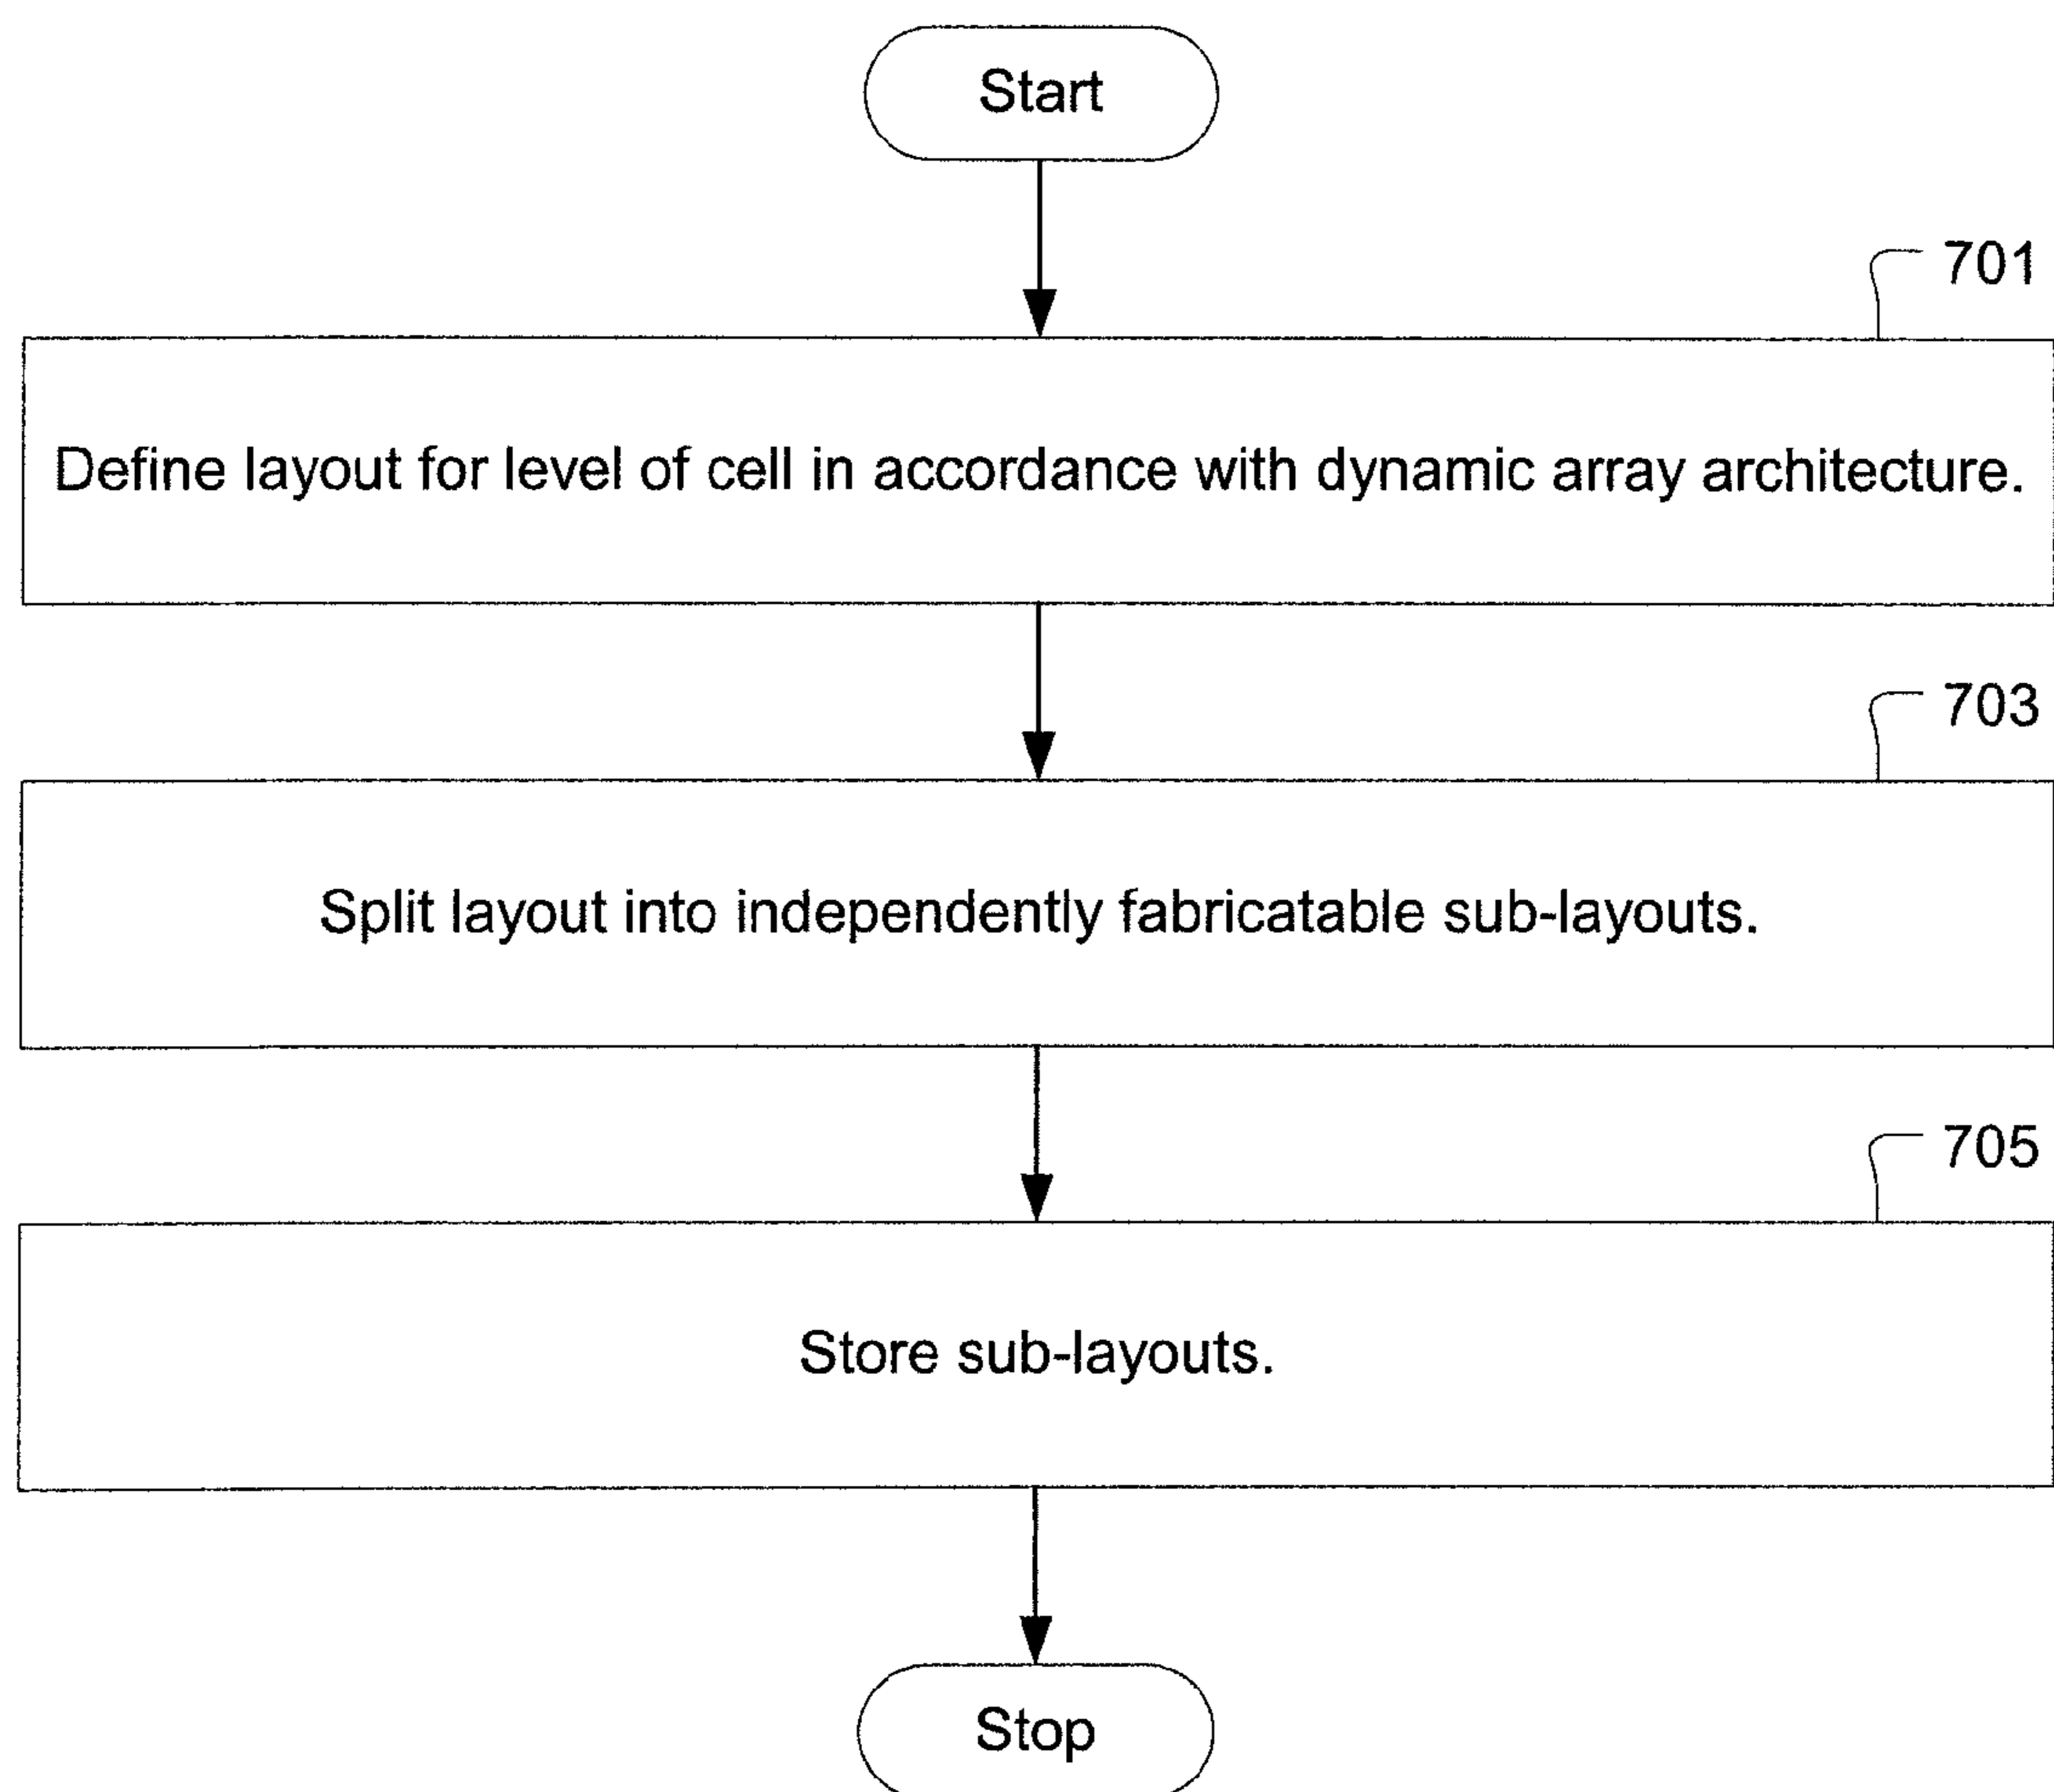 Start
701
Define layout for level of cell in accordance with dynamic array architecture.
703
Split layout into independently fabricatable sub-layouts.
705
Store sub-layouts.
Stop